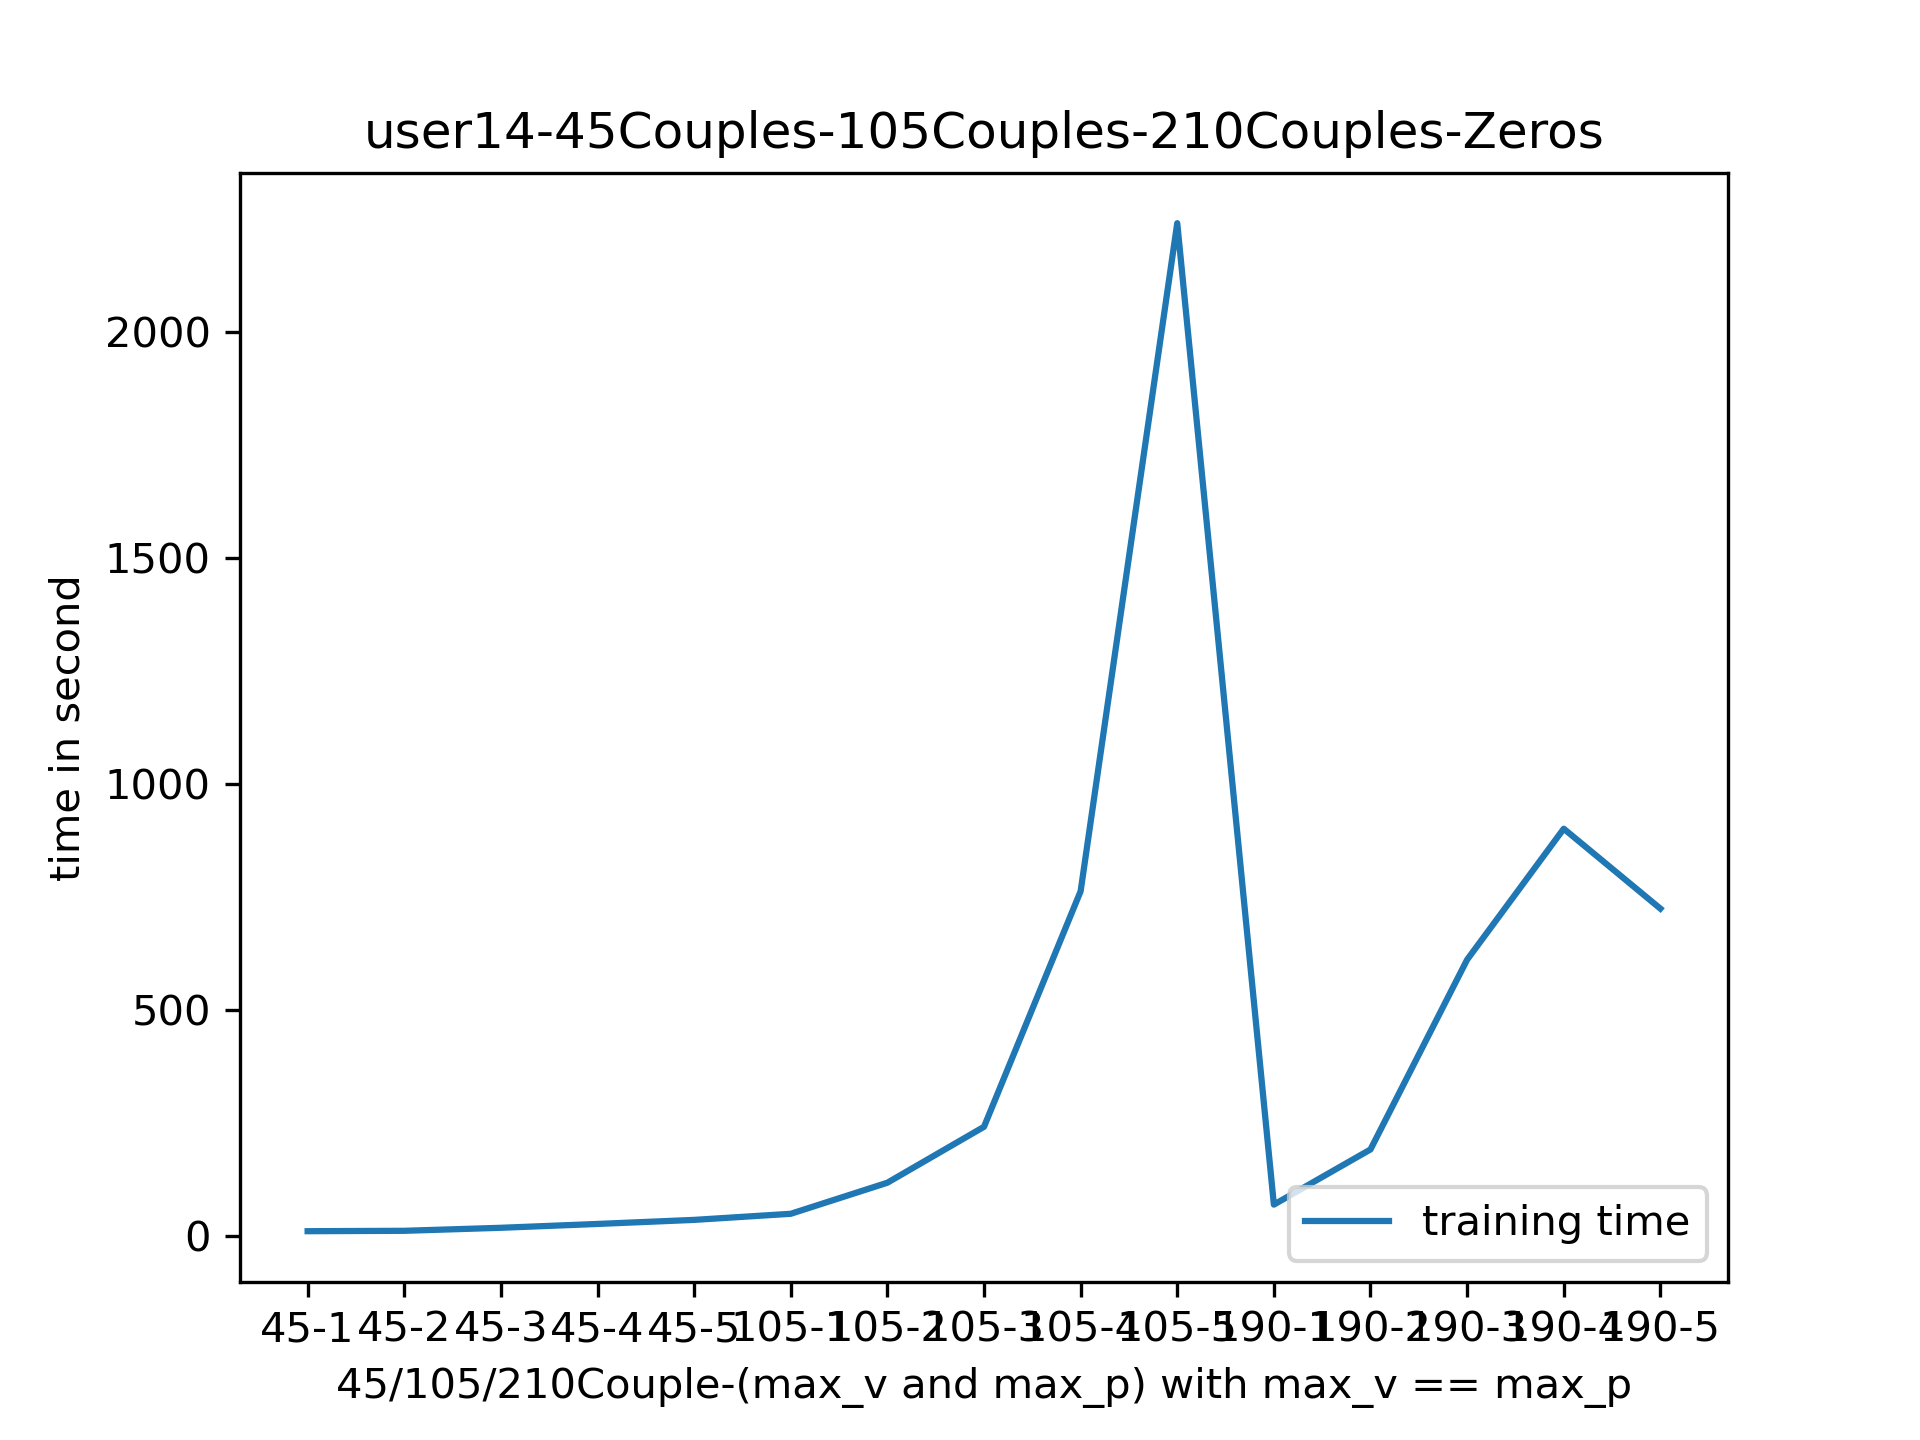 user14-45Couples-105Couples-210Couples-Zeros
time in second
2000
1500
1000
500
0
training time
45-1 45-2 45-3 45-4 45-5 105-1 105-2 105-3 105-4 105-5 190-1 190-2 190-3 190-4 190-5
45/105/210Couple-(max_v and max_p) with max_v == max_p